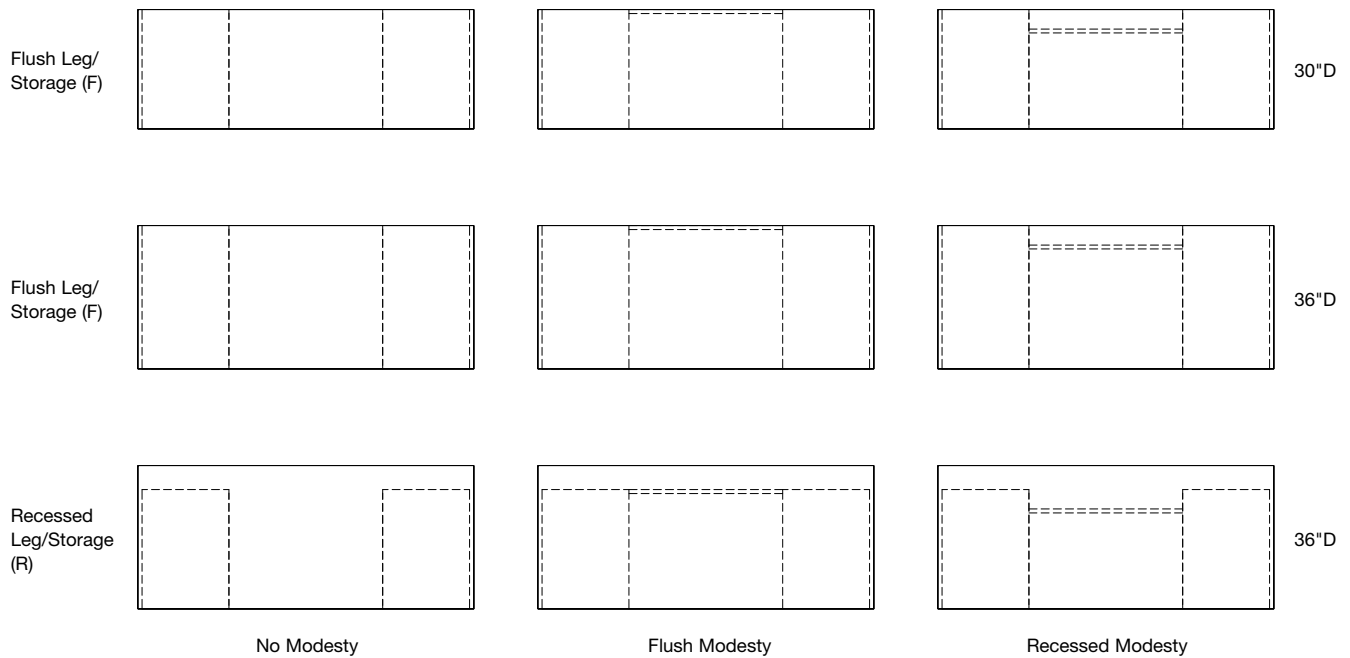 Flush Leg/
Storage (F)
30"D
Flush Leg/
Storage (F)
36"D
Recessed
Leg/Storage
(R)
36"D
No Modesty
Flush Modesty
Recessed Modesty